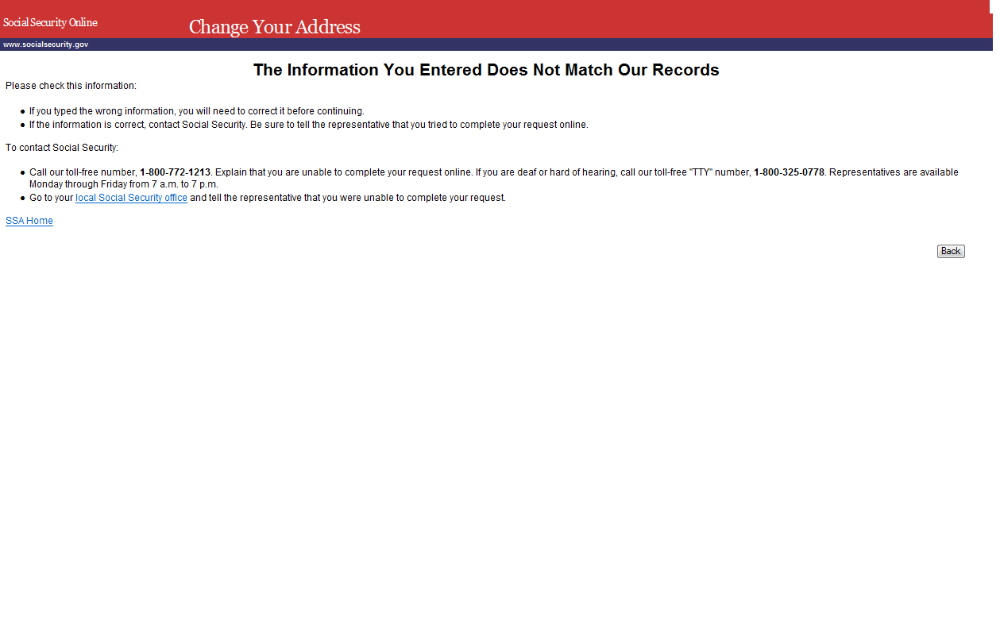 Social Security Online
Change Your Address
www.socialsecurity.gov
The Information You Entered Does Not Match Our Records
Please check this information:
● If you typed the wrong information, you will need to correct it before continuing.
● If the information is correct, contact Social Security. Be sure to tell the representative that you tried to complete your request online.
To contact Social Security:
● Call our toll-free number, 1-800-772-1213. Explain that you are unable to complete your request online. If you are deaf or hard of hearing, call our toll-free "TTY" number, 1-800-325-0778. Representatives are available
Monday through Friday from 7 a.m. to 7 p.m.
● Go to your local Social Security office and tell the representative that you were unable to complete your request.
SSA Home
Back